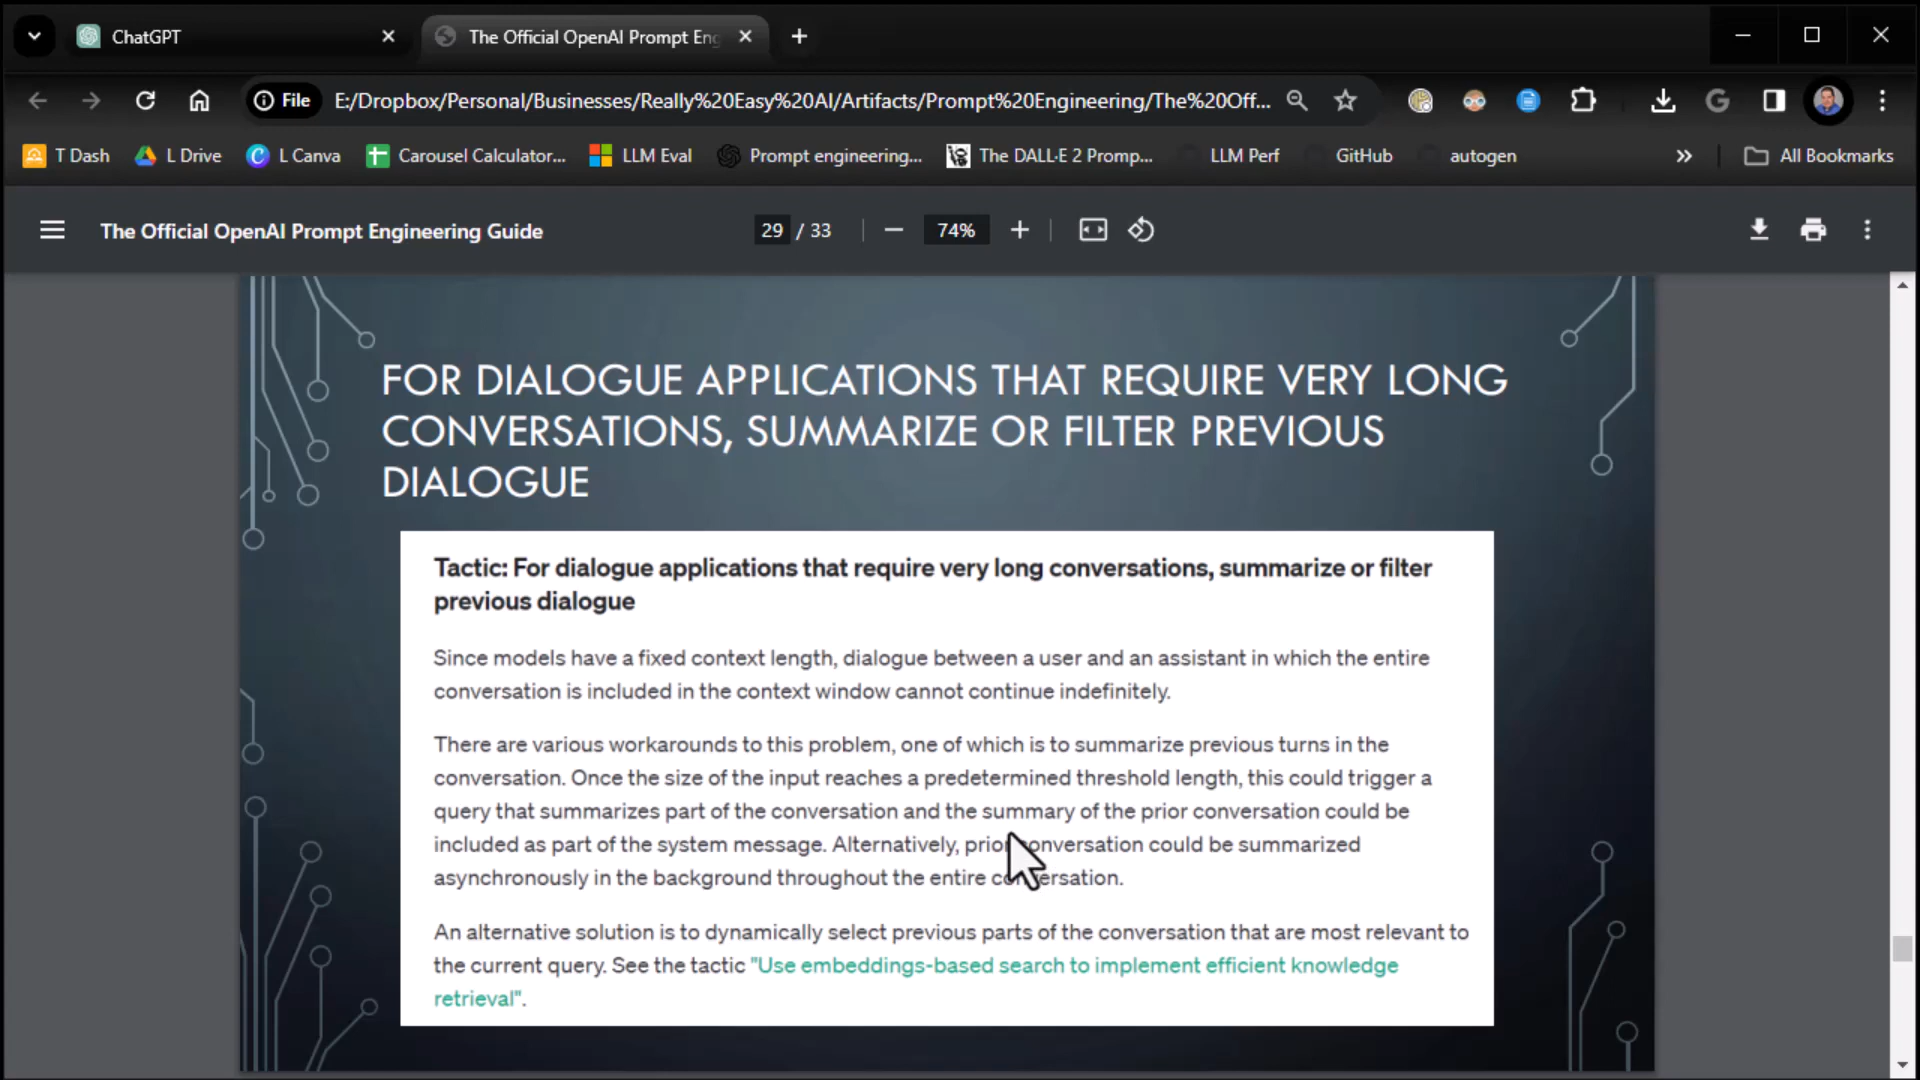 ChatGPT
The Official OpenAI Prompt Eng
File
E:/Dropbox/Personal/Businesses/Really%20Easy%20AI/Artifacts/Prompt%20Engineering/The%20Off...
T Dash
L Drive
L Canva
Carousel Calculator...
LLM Eval
Prompt engineering...
The DALL·E 2 Promp...
LLM Perf
GitHub
autogen
All Bookmarks
The Official OpenAI Prompt Engineering Guide
29 / 33
74%
FOR DIALOGUE APPLICATIONS THAT REQUIRE VERY LONG
CONVERSATIONS, SUMMARIZE OR FILTER PREVIOUS
DIALOGUE
Tactic: For dialogue applications that require very long conversations, summarize or filter
previous dialogue
Since models have a fixed context length, dialogue between a user and an assistant in which the entire
conversation is included in the context window cannot continue indefinitely.
There are various workarounds to this problem, one of which is to summarize previous turns in the
conversation. Once the size of the input reaches a predetermined threshold length, this could trigger a
query that summarizes part of the conversation and the summary of the prior conversation could be
included as part of the system message. Alternatively, prior conversation could be summarized
asynchronously in the background throughout the entire conversation.
An alternative solution is to dynamically select previous parts of the conversation that are most relevant to
the current query. See the tactic "Use embeddings-based search to implement efficient knowledge
retrieval".